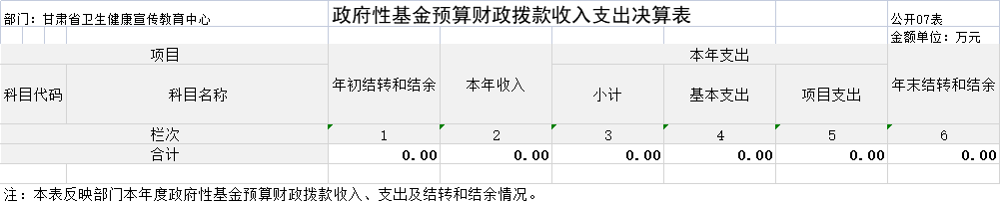 政府性基金预算财政拨款收入支出决算表
部门：甘肃省卫生健康宣传教育中心 公开07表
金额单位：万元
项目 年初结转和结余 本年收入 本年支出 年末结转和结余
科目代码 科目名称 小计 基本支出 项目支出
栏次 1 2 3 4 5 6
合计 0.00 0.00 0.00 0.00 0.00 0.00
注：本表反映部门本年度政府性基金预算财政拨款收入、支出及结转和结余情况。